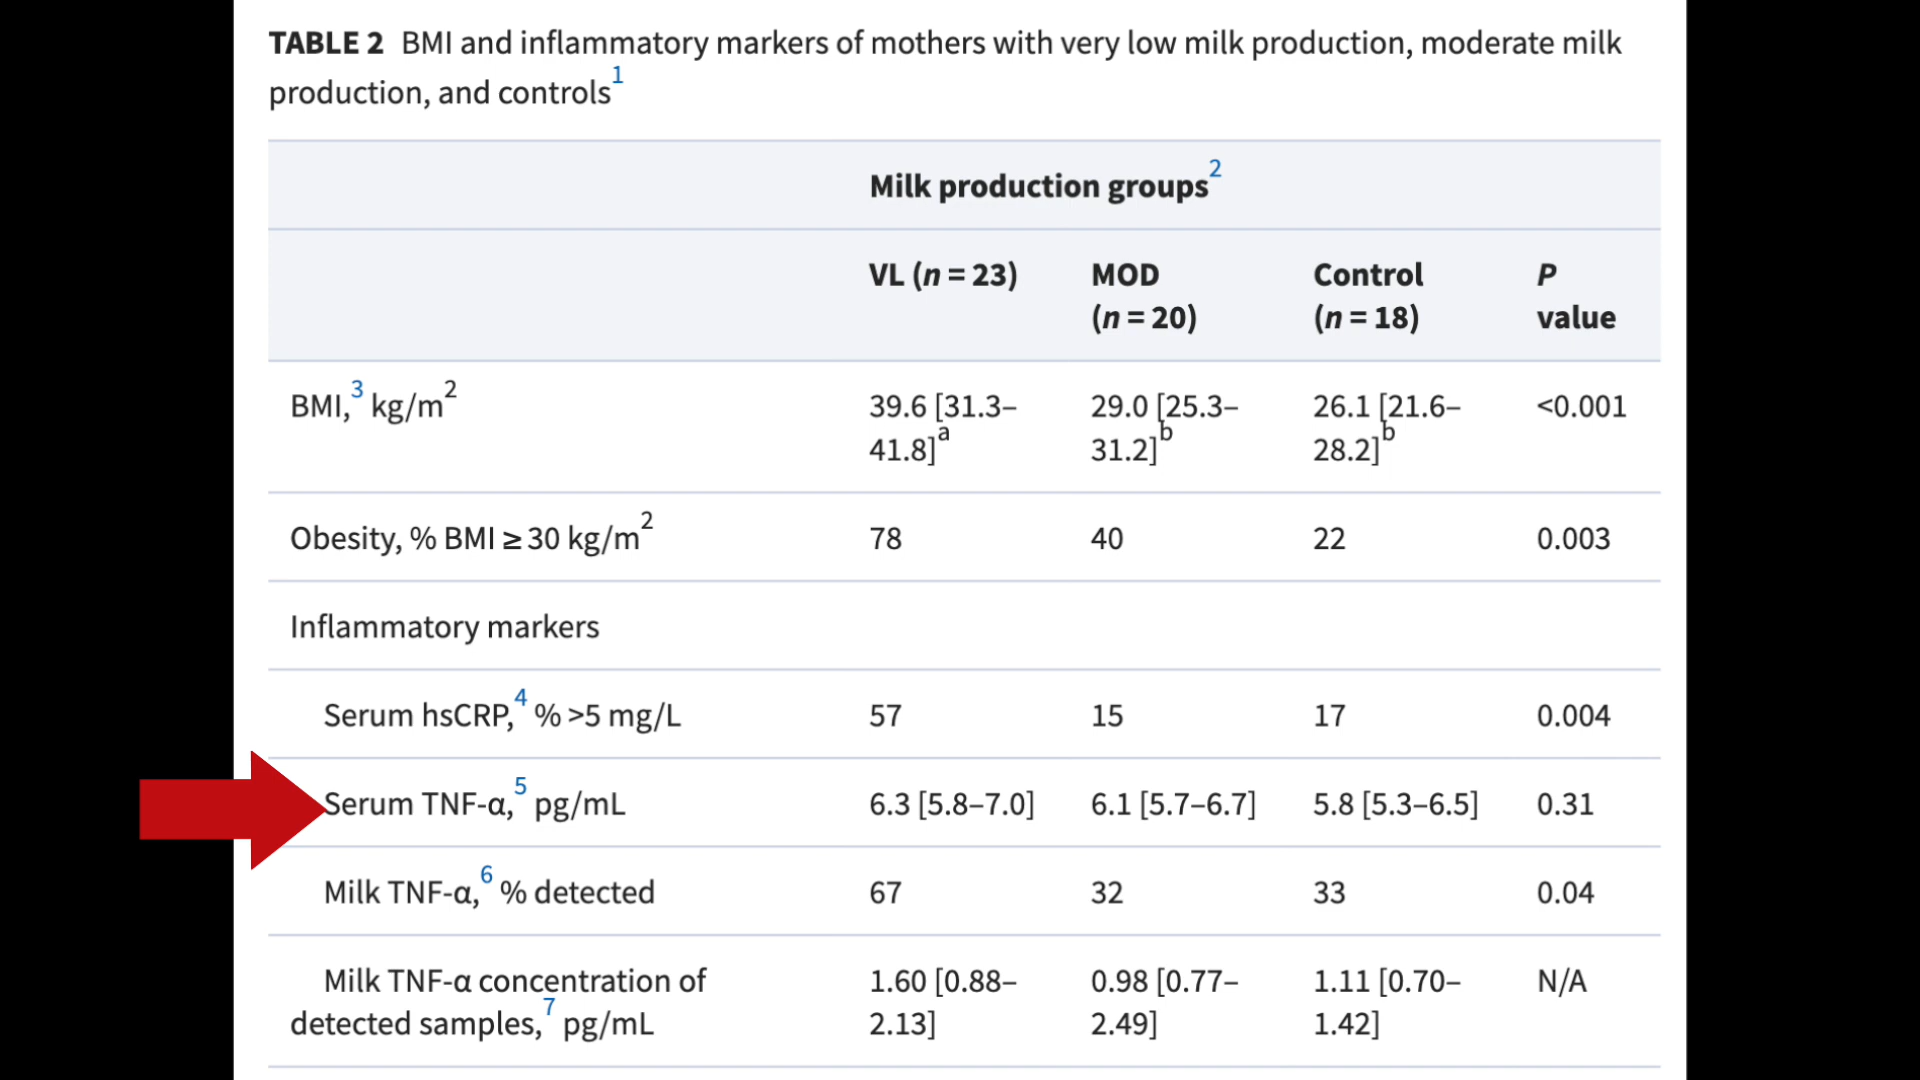 TABLE 2 BMI and inflammatory markers of mothers with very low milk production, moderate milk
production, and controls1
Milk production groups2
VL (n = 23) MOD (n = 20) Control (n = 18) P value
BMI,3 kg/m2 39.6 [31.3–41.8]a 29.0 [25.3–31.2]b 26.1 [21.6–28.2]b <0.001
Obesity, % BMI ≥ 30 kg/m2 78 40 22 0.003
Inflammatory markers
Serum hsCRP,4 % >5 mg/L 57 15 17 0.004
Serum TNF-α,5 pg/mL 6.3 [5.8–7.0] 6.1 [5.7–6.7] 5.8 [5.3–6.5] 0.31
Milk TNF-α,6 % detected 67 32 33 0.04
Milk TNF-α concentration of detected samples,7 pg/mL 1.60 [0.88–2.13] 0.98 [0.77–2.49] 1.11 [0.70–1.42] N/A